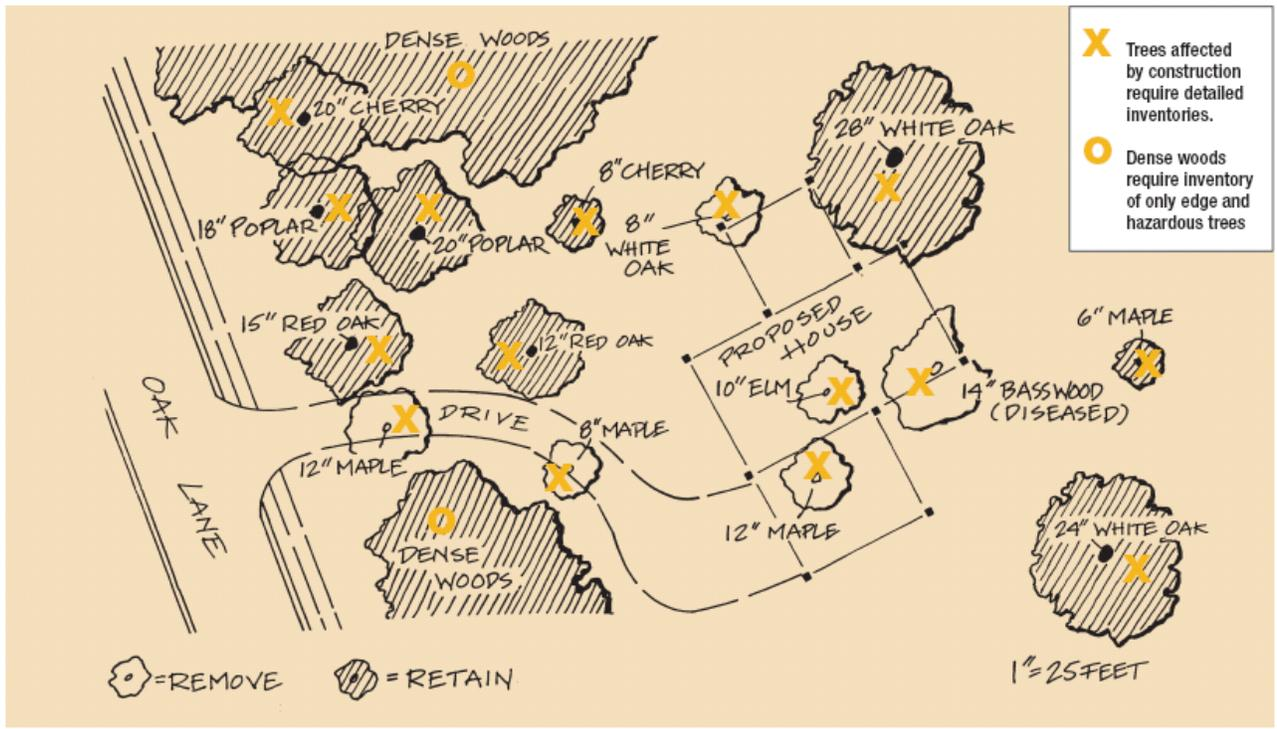 DENSE WOODS
20" CHERRY
18" POPLAR
20" POPLAR
8" CHERRY
8"
WHITE
OAK
28" WHITE OAK
15" RED OAK
12" RED OAK
PROPOSED
HOUSE
10" ELM
14" BASSWOOD
(DISEASED)
6" MAPLE
OAK
LANE
DRIVE
12" MAPLE
8" MAPLE
12" MAPLE
DENSE
WOODS
24" WHITE OAK
=REMOVE
=RETAIN
1"=25 FEET
X
Trees affected
by construction
require detailed
inventories.
O
Dense woods
require inventory
of only edge and
hazardous trees